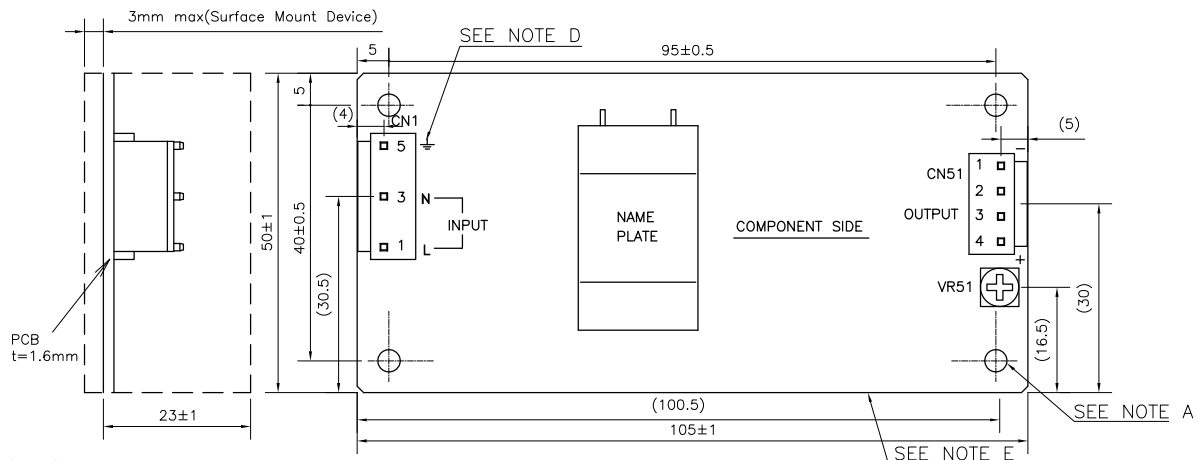 3mm max(Surface Mount Device)
SEE NOTE D
5
95±0.5
5
(4)
CN1
(5)
5
3
N
INPUT
1
L
NAME
PLATE
COMPONENT SIDE
CN51
OUTPUT
1
2
3
4
−
+
VR51
50±1
40±0.5
(30.5)
(16.5)
(30)
PCB
t=1.6mm
23±1
(100.5)
105±1
SEE NOTE A
SEE NOTE E